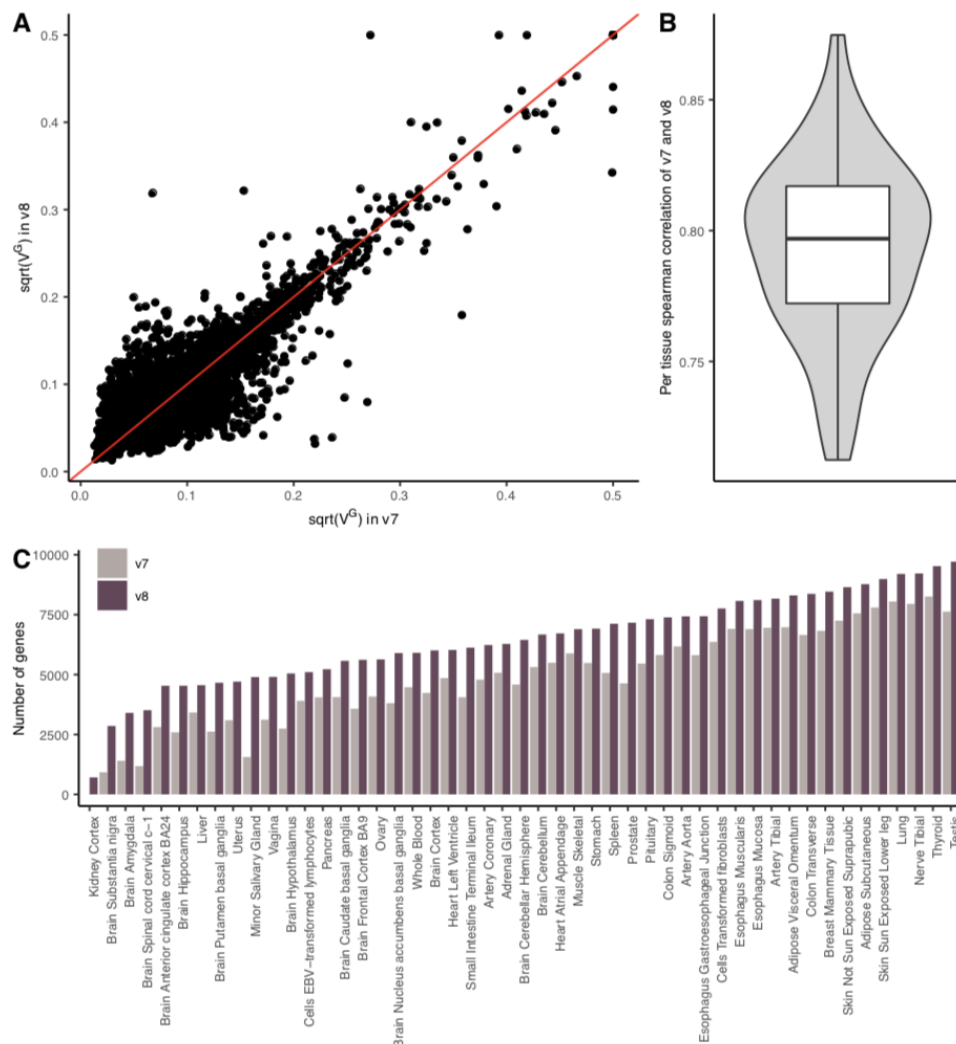 A
sqrt(V^G) in v8
0.5
0.4
0.3
0.2
0.1
0.0
0.0 0.1 0.2 0.3 0.4 0.5
sqrt(V^G) in v7
B
Per tissue spearman correlation of v7 and v8
0.85
0.80
0.75
C
v7
v8
Number of genes
10000
7500
5000
2500
0
Kidney Cortex
Brain Substantia nigra
Brain Amygdala
Brain Spinal cord cervical c−1
Brain Anterior cingulate cortex BA24
Brain Hippocampus
Liver
Brain Putamen basal ganglia
Uterus
Minor Salivary Gland
Vagina
Brain Hypothalamus
Cells EBV−transformed lymphocytes
Pancreas
Brain Caudate basal ganglia
Brain Frontal Cortex BA9
Ovary
Brain Nucleus accumbens basal ganglia
Whole Blood
Brain Cortex
Heart Left Ventricle
Small Intestine Terminal Ileum
Artery Coronary
Adrenal Gland
Brain Cerebellar Hemisphere
Brain Cerebellum
Heart Atrial Appendage
Muscle Skeletal
Stomach
Spleen
Prostate
Pituitary
Colon Sigmoid
Artery Aorta
Esophagus Gastroesophageal Junction
Cells Transformed fibroblasts
Esophagus Muscularis
Esophagus Mucosa
Artery Tibial
Adipose Visceral Omentum
Colon Transverse
Breast Mammary Tissue
Skin Not Sun Exposed Suprapubic
Adipose Subcutaneous
Skin Sun Exposed Lower leg
Lung
Nerve Tibial
Thyroid